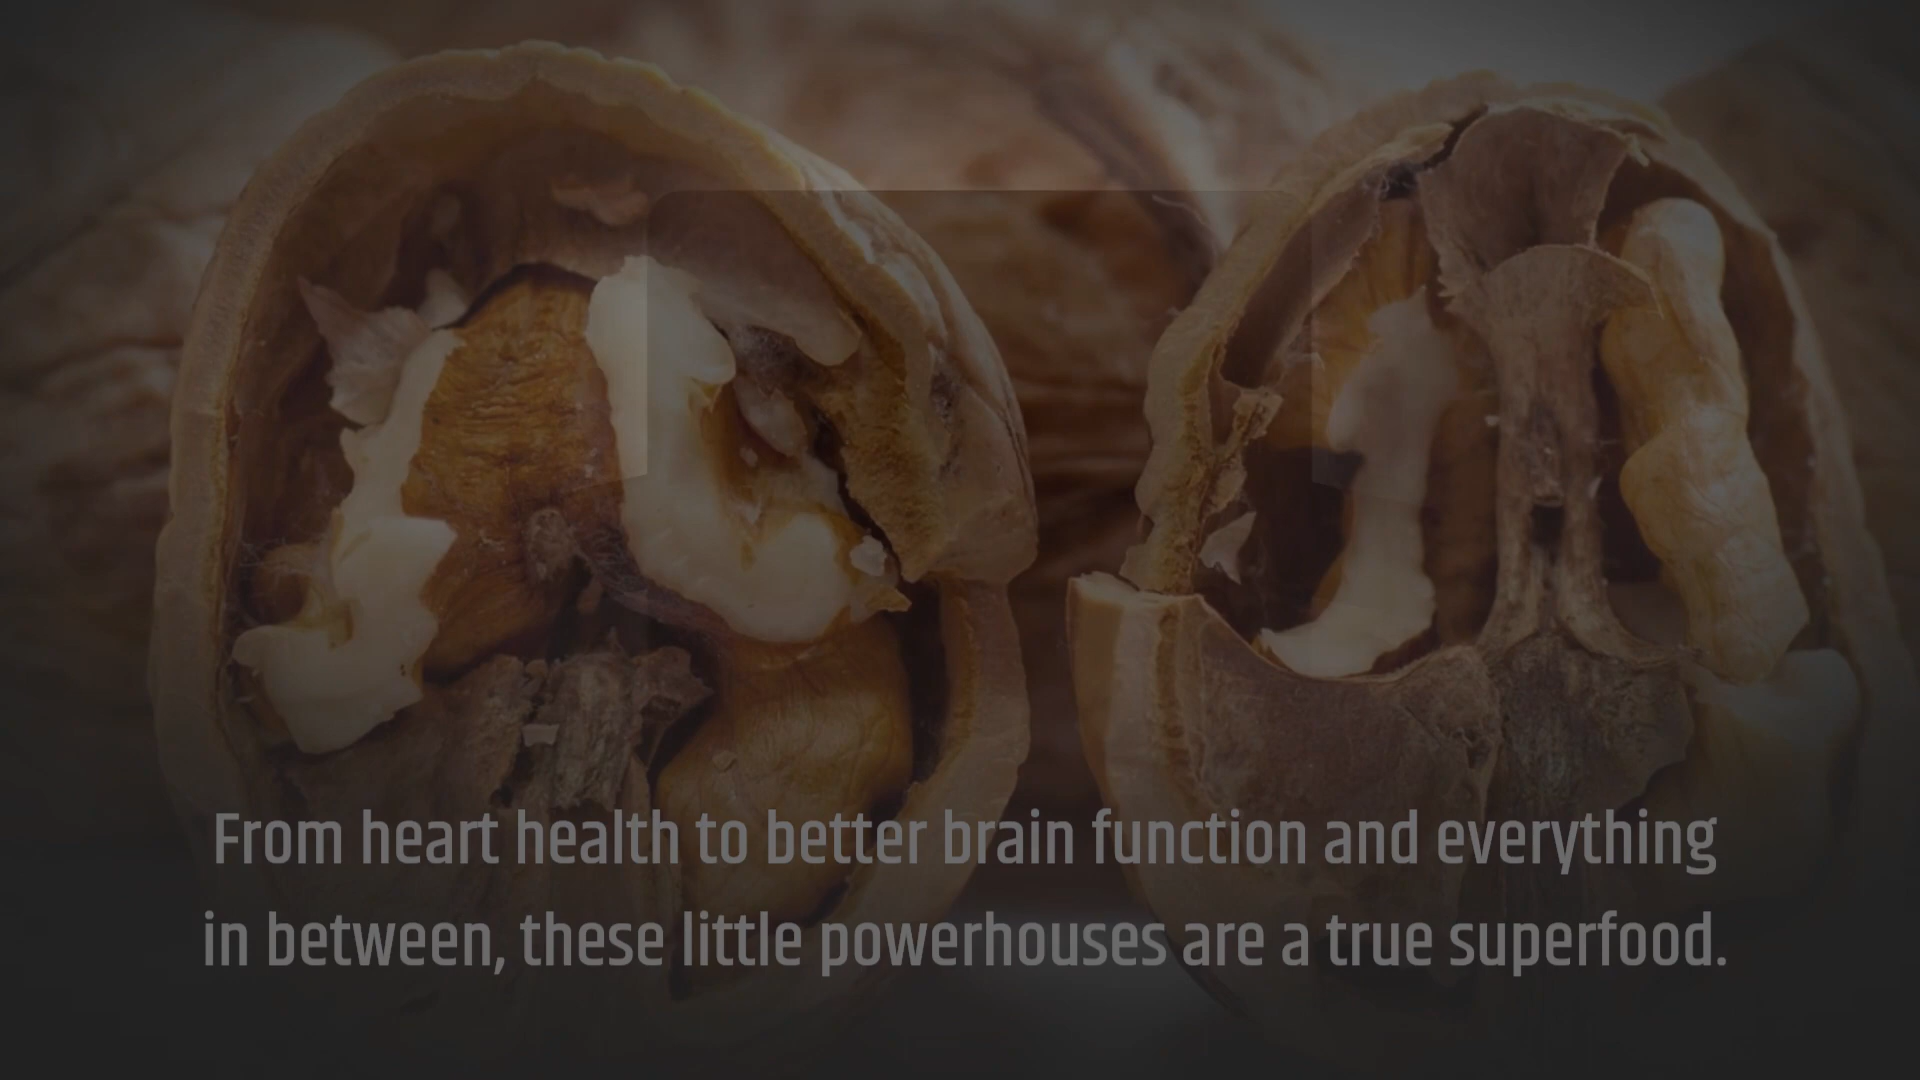 From heart health to better brain function and everything
in between, these little powerhouses are a true superfood.